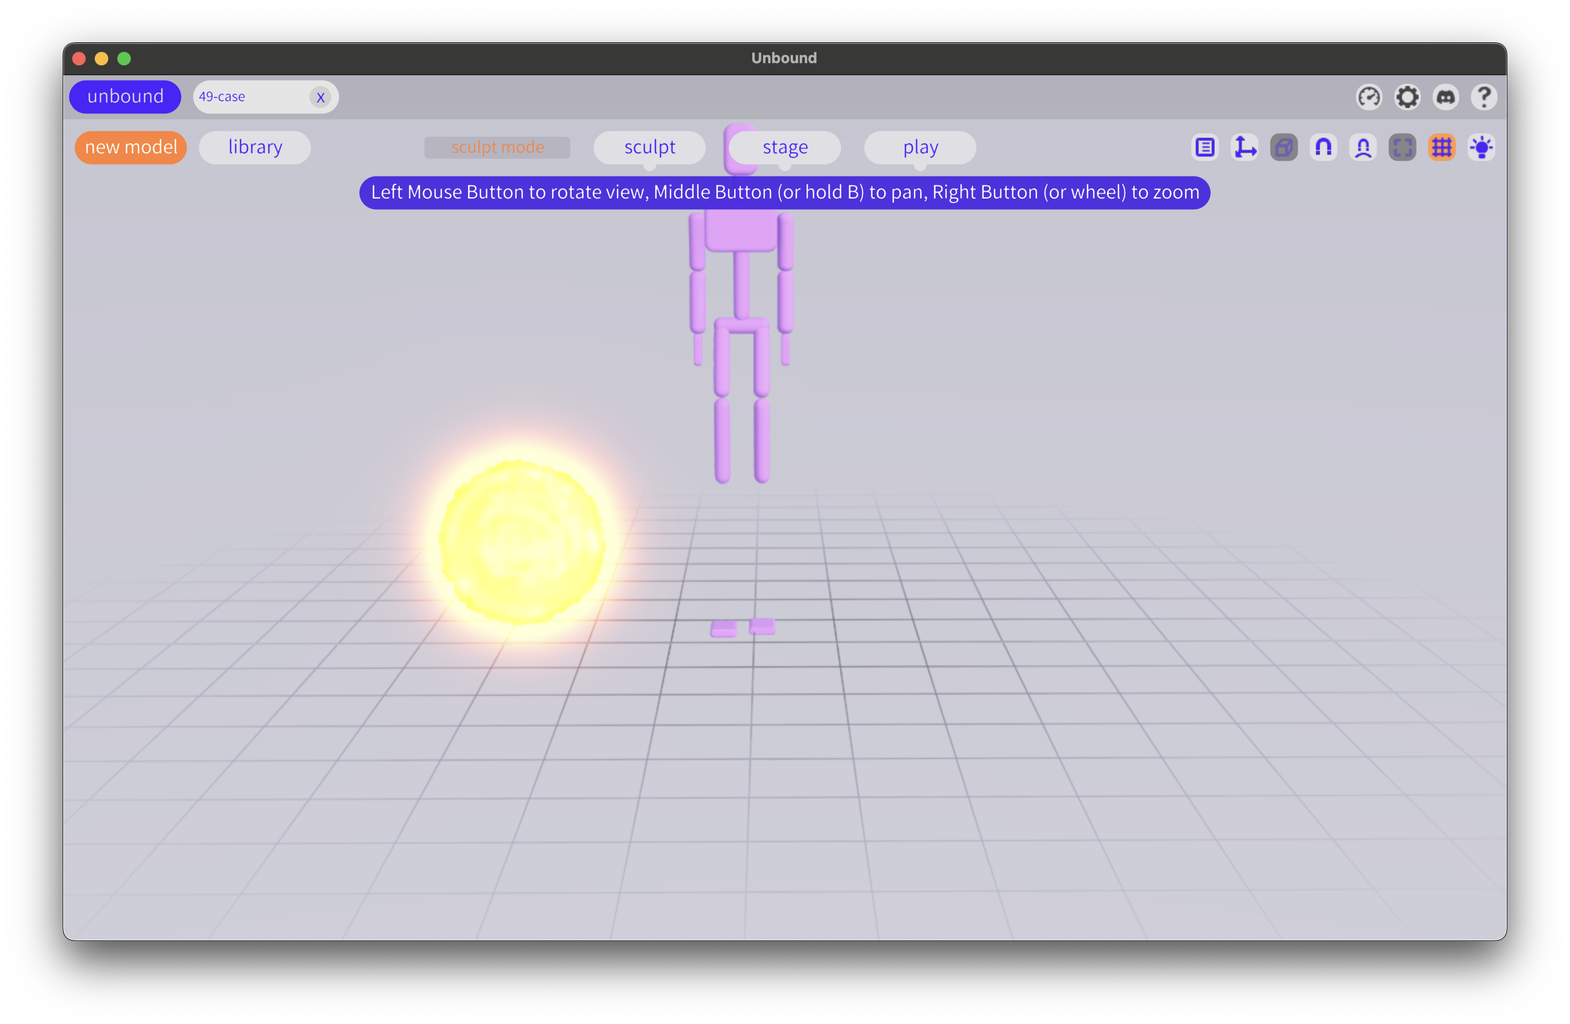 Unbound
unbound
49-case
X
?
new model
library
sculpt mode
sculpt
stage
play
Left Mouse Button to rotate view, Middle Button (or hold B) to pan, Right Button (or wheel) to zoom